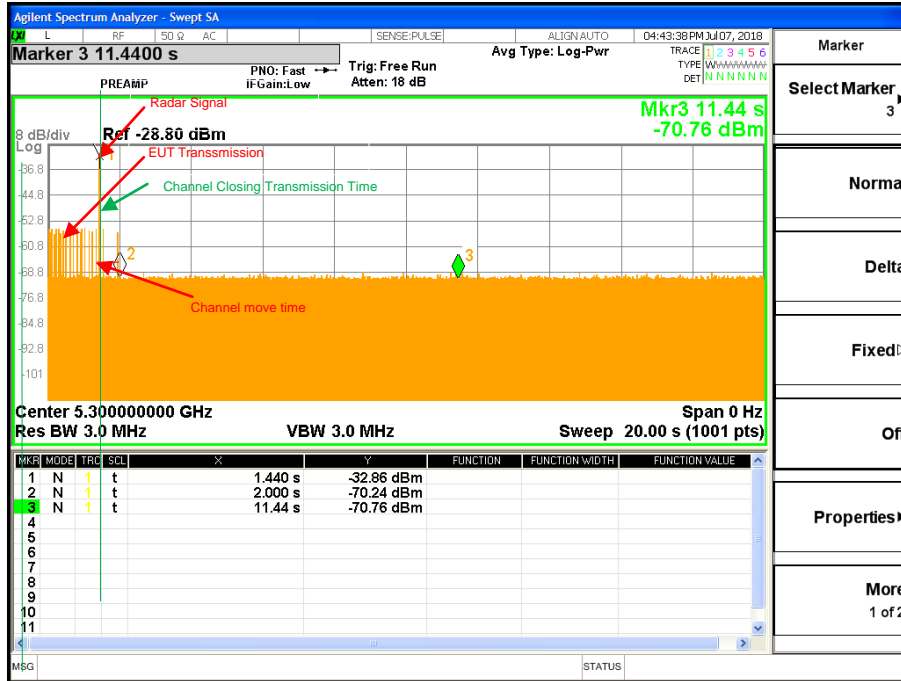 Agilent Spectrum Analyzer - Swept SA
LXI L RF 50 Ω AC SENSE:PULSE ALIGN AUTO 04:43:38 PM Jul 07, 2018
Marker 3 11.4400 s
Avg Type: Log-Pwr
TRACE 1 2 3 4 5 6
TYPE WWWWWW
DET N N N N N N
PREAMP
PNO: Fast
IFGain:Low
Trig: Free Run
Atten: 18 dB
Radar Signal
Mkr3 11.44 s
-70.76 dBm
8 dB/div Ref -28.80 dBm
Log
EUT Transsmission
Channel Closing Transmission Time
Channel move time
1
2
3
-36.8
-44.8
-52.8
-60.8
-68.8
-76.8
-84.8
-92.8
-101
Center 5.300000000 GHz Span 0 Hz
Res BW 3.0 MHz VBW 3.0 MHz Sweep 20.00 s (1001 pts)
MKR MODE TRC SCL X Y FUNCTION FUNCTION WIDTH FUNCTION VALUE
1 N 1 t 1.440 s -32.86 dBm
2 N 1 t 2.000 s -70.24 dBm
3 N 1 t 11.44 s -70.76 dBm
4
5
6
7
8
9
10
11
MSG STATUS
Marker
Select Marker
3
Norma
Delta
Fixed
Of
Properties
More
1 of 2